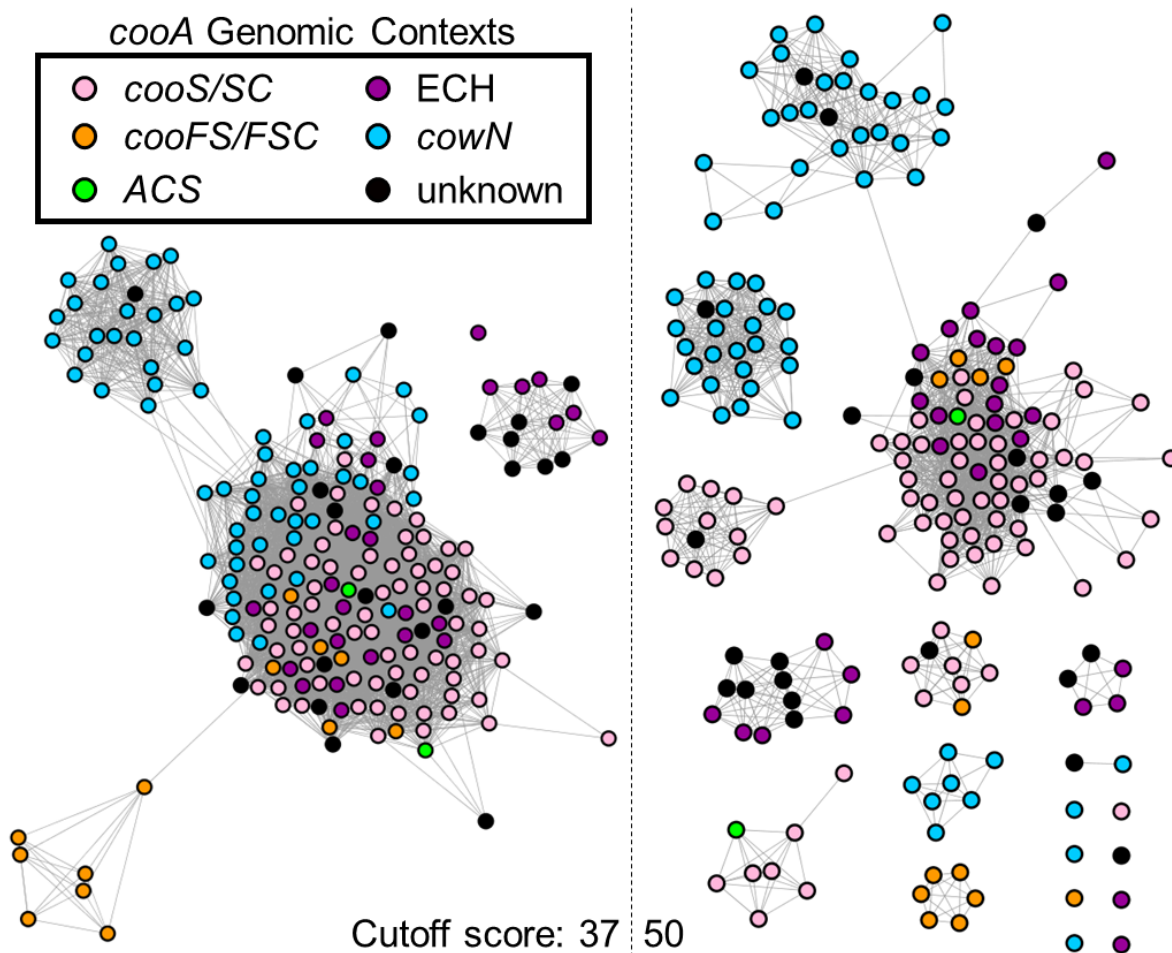 cooA Genomic Contexts
cooS/SC ECH
cooFS/FSC cowN
ACS unknown
Cutoff score: 37 50